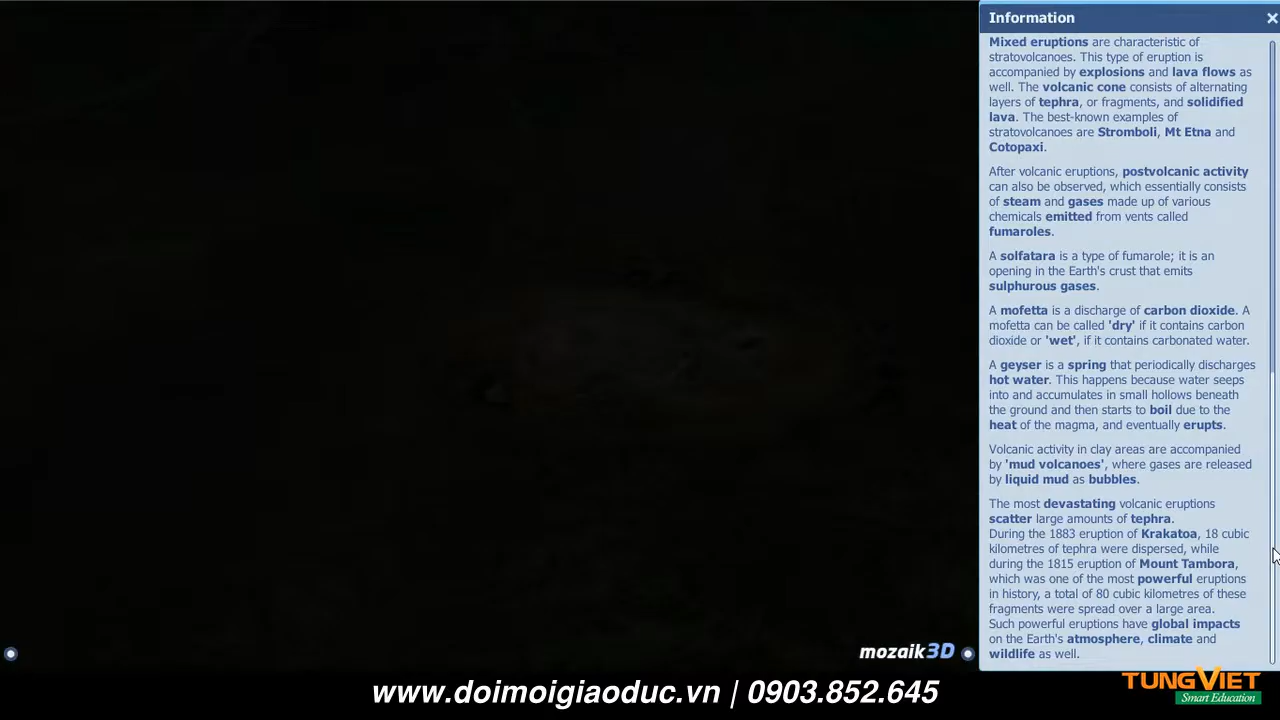 Information
Mixed eruptions are characteristic of
stratovolcanoes. This type of eruption is
accompanied by explosions and lava flows as
well. The volcanic cone consists of alternating
layers of tephra, or fragments, and solidified
lava. The best-known examples of
stratovolcanoes are Stromboli, Mt Etna and
Cotopaxi.
After volcanic eruptions, postvolcanic activity
can also be observed, which essentially consists
of steam and gases made up of various
chemicals emitted from vents called
fumaroles.
A solfatara is a type of fumarole; it is an
opening in the Earth's crust that emits
sulphurous gases.
A mofetta is a discharge of carbon dioxide. A
mofetta can be called 'dry' if it contains carbon
dioxide or 'wet', if it contains carbonated water.
A geyser is a spring that periodically discharges
hot water. This happens because water seeps
into and accumulates in small hollows beneath
the ground and then starts to boil due to the
heat of the magma, and eventually erupts.
Volcanic activity in clay areas are accompanied
by 'mud volcanoes', where gases are released
by liquid mud as bubbles.
The most devastating volcanic eruptions
scatter large amounts of tephra.
During the 1883 eruption of Krakatoa, 18 cubic
kilometres of tephra were dispersed, while
during the 1815 eruption of Mount Tambora,
which was one of the most powerful eruptions
in history, a total of 80 cubic kilometres of these
fragments were spread over a large area.
Such powerful eruptions have global impacts
on the Earth's atmosphere, climate and
wildlife as well.
mozaik3D
www.doimoigiaoduc.vn | 0903.852.645
TUNGVIET
Smart Education